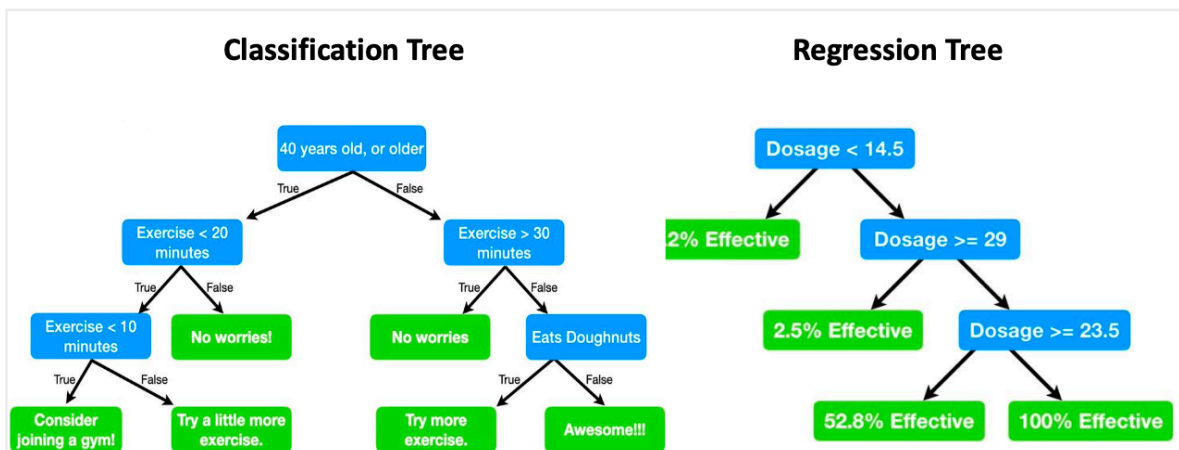 Classification Tree
40 years old, or older
True
False
Exercise < 20
minutes
Exercise > 30
minutes
True
False
True
False
Exercise < 10
minutes
No worries!
No worries
Eats Doughnuts
True
False
True
False
Consider
joining a gym!
Try a little more
exercise.
Try more
exercise.
Awesome!!!
Regression Tree
Dosage < 14.5
.2% Effective
Dosage >= 29
2.5% Effective
Dosage >= 23.5
52.8% Effective
100% Effective